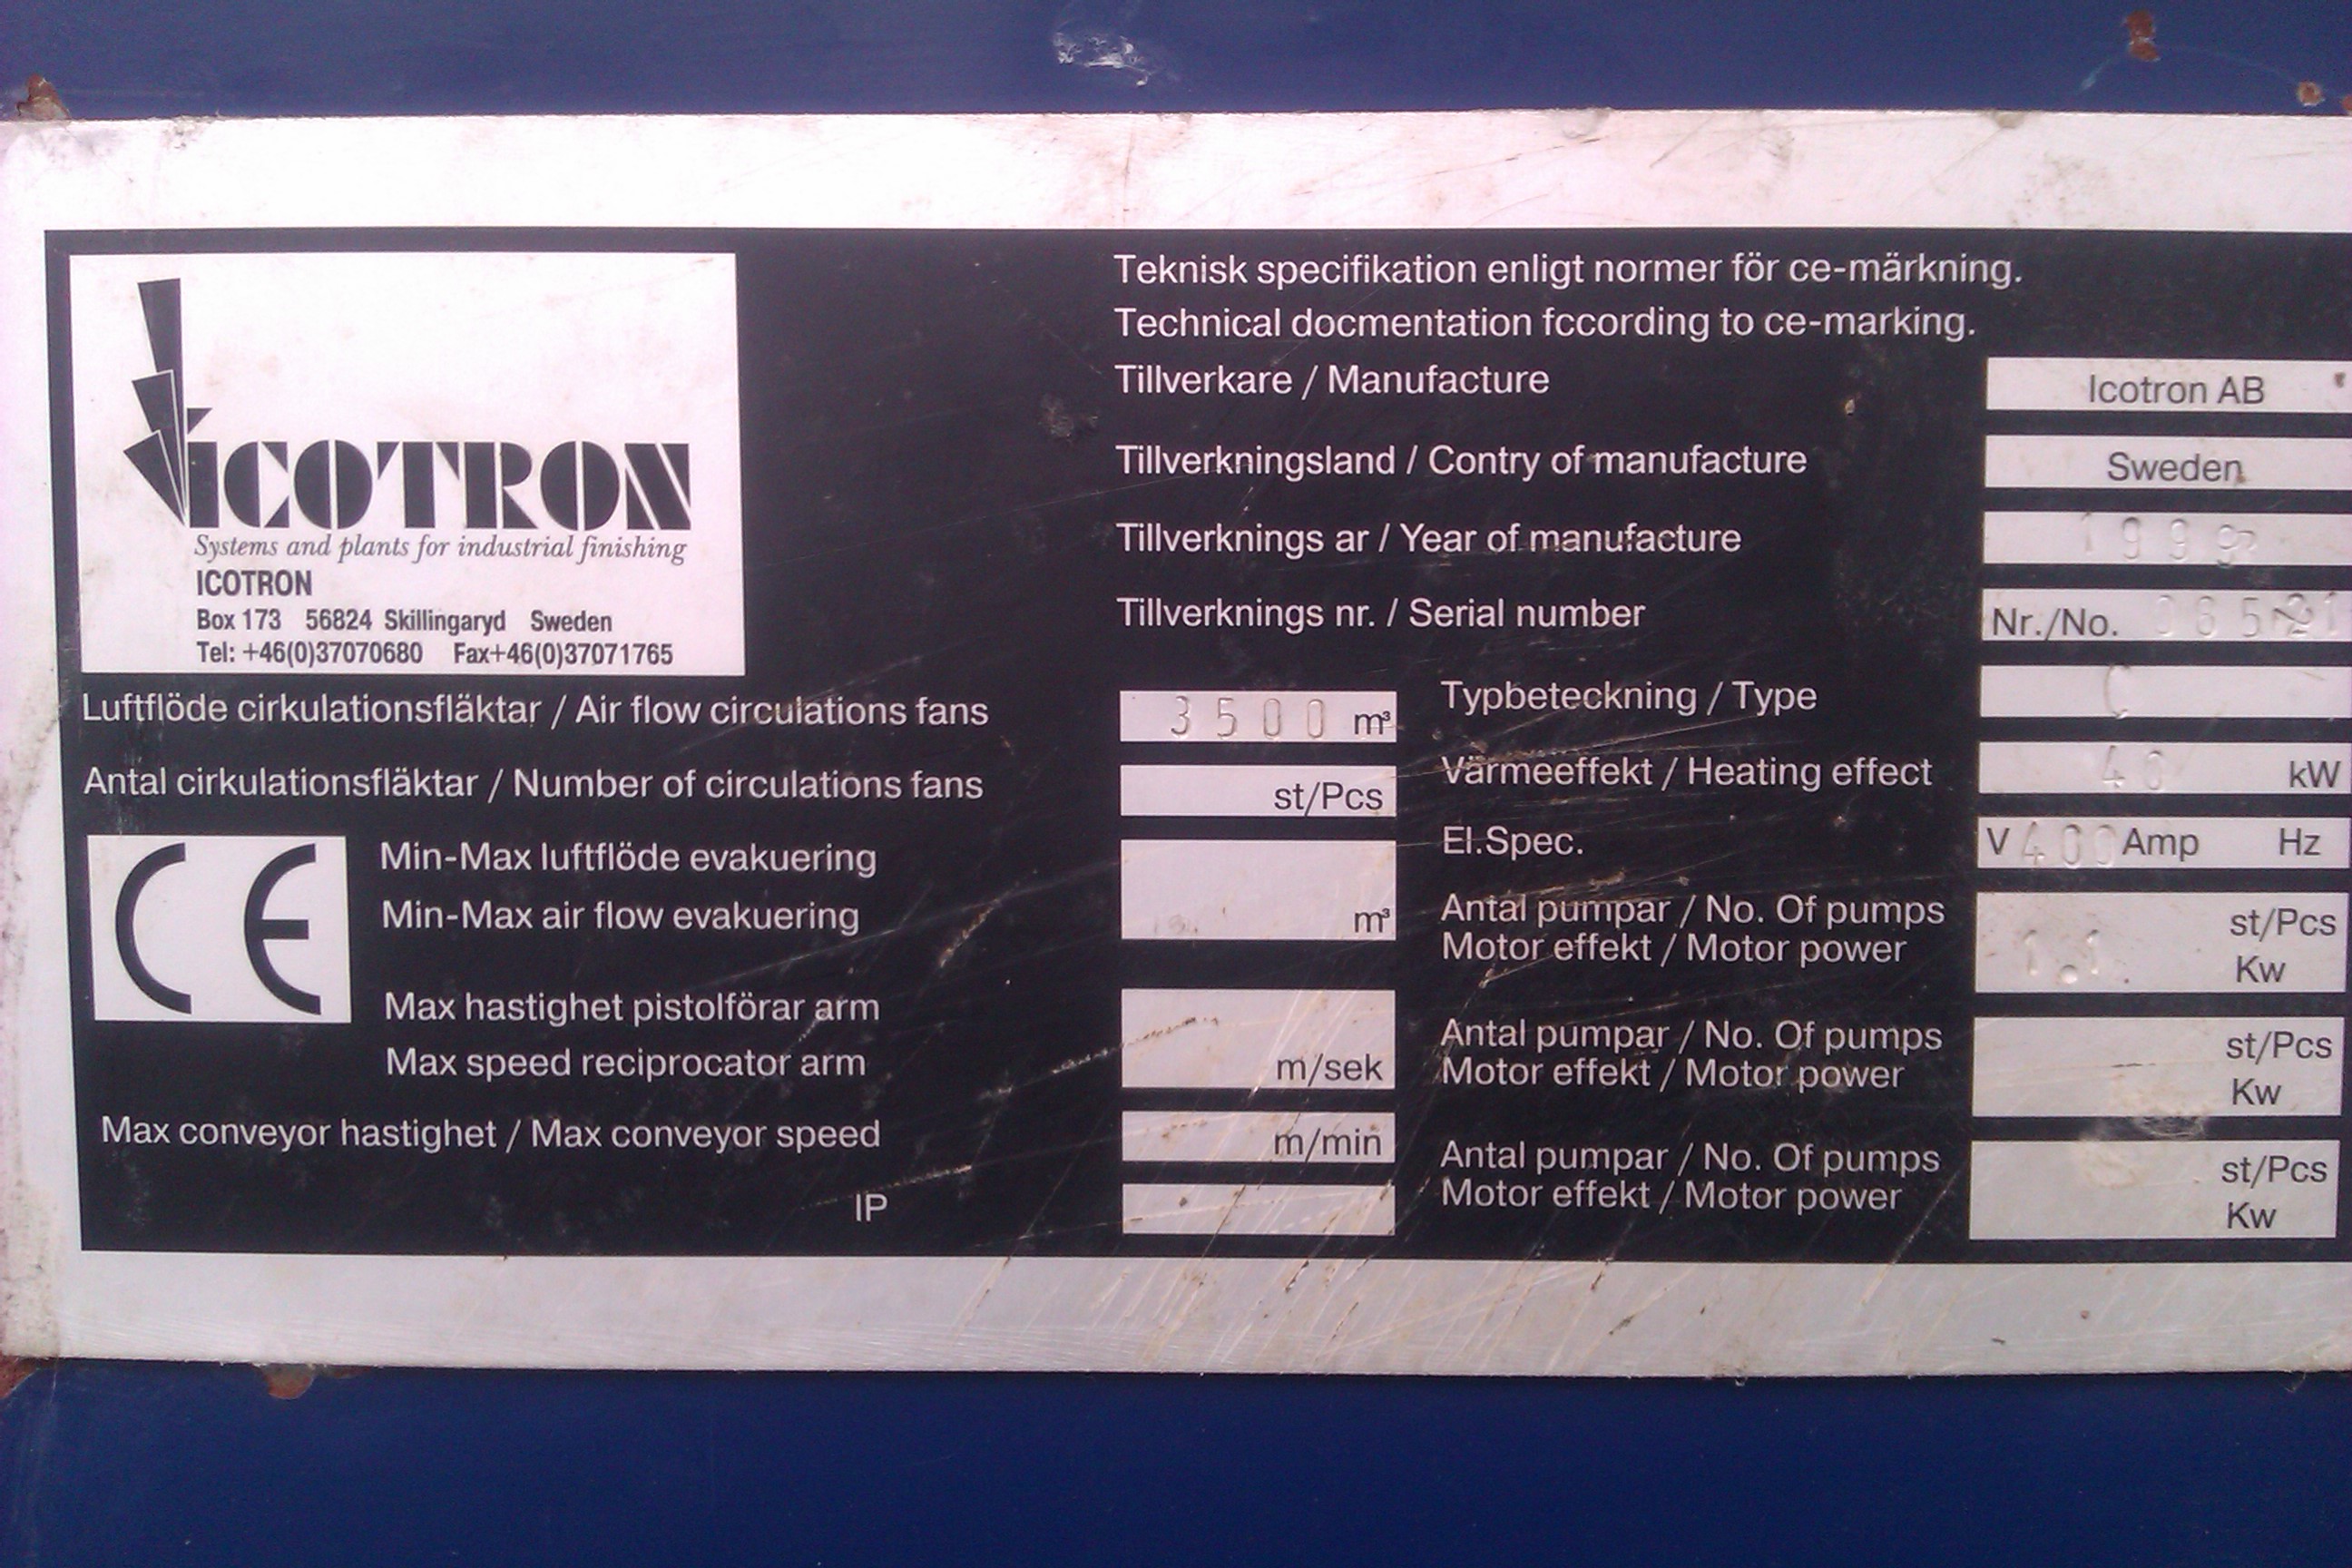 ICOTRON
Systems and plants for industrial finishing
ICOTRON
Box 173 56824 Skillingaryd Sweden
Tel: +46(0)37070680 Fax+46(0)37071765
Teknisk specifikation enligt normer för ce-märkning.
Technical docmentation fccording to ce-marking.
Tillverkare / Manufacture Icotron AB
Tillverkningsland / Contry of manufacture Sweden
Tillverknings ar / Year of manufacture
Tillverknings nr. / Serial number Nr./No.
Luftflöde cirkulationsfläktar / Air flow circulations fans 3500 m³
Antal cirkulationsfläktar / Number of circulations fans st/Pcs
CE
Min-Max luftflöde evakuering
Min-Max air flow evakuering m³
Max hastighet pistolförar arm
Max speed reciprocator arm m/sek
Max conveyor hastighet / Max conveyor speed m/min
IP
Typbeteckning / Type C
Värmeeffekt / Heating effect 40 kW
El.Spec. V 400 Amp Hz
Antal pumpar / No. Of pumps st/Pcs
Motor effekt / Motor power 1.1 Kw
Antal pumpar / No. Of pumps st/Pcs
Motor effekt / Motor power Kw
Antal pumpar / No. Of pumps st/Pcs
Motor effekt / Motor power Kw